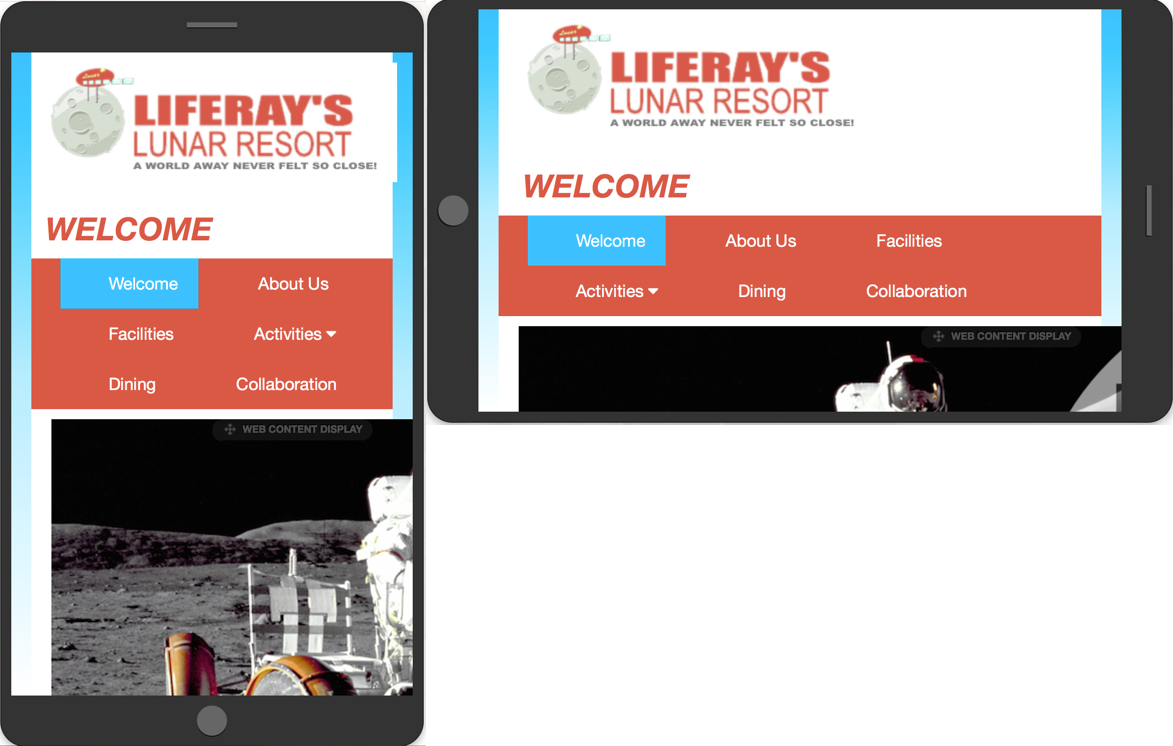 Lunar
LIFERAY'S
LUNAR RESORT
A WORLD AWAY NEVER FELT SO CLOSE!
WELCOME
Welcome About Us
Facilities Activities
Dining Collaboration
WEB CONTENT DISPLAY
Lunar
LIFERAY'S
LUNAR RESORT
A WORLD AWAY NEVER FELT SO CLOSE!
WELCOME
Welcome About Us Facilities
Activities Dining Collaboration
WEB CONTENT DISPLAY